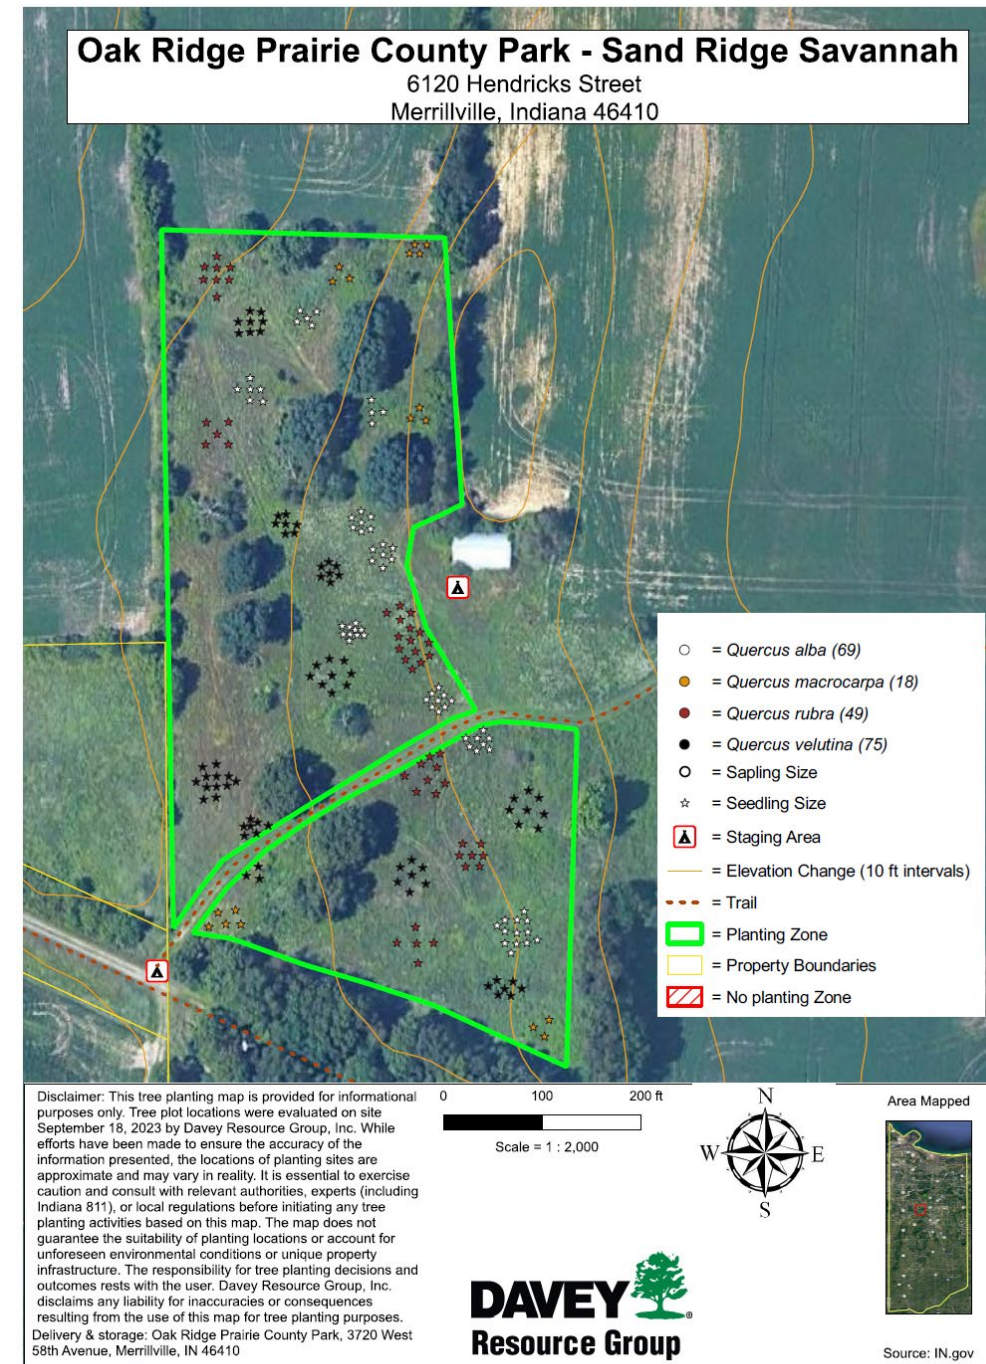 Oak Ridge Prairie County Park - Sand Ridge Savannah
6120 Hendricks Street
Merrillville, Indiana 46410
= Quercus alba (69)
= Quercus macrocarpa (18)
= Quercus rubra (49)
= Quercus velutina (75)
= Sapling Size
= Seedling Size
= Staging Area
= Elevation Change (10 ft intervals)
= Trail
= Planting Zone
= Property Boundaries
= No planting Zone
Disclaimer: This tree planting map is provided for informational
purposes only. Tree plot locations were evaluated on site
September 18, 2023 by Davey Resource Group, Inc. While
efforts have been made to ensure the accuracy of the
information presented, the locations of planting sites are
approximate and may vary in reality. It is essential to exercise
caution and consult with relevant authorities, experts (including
Indiana 811), or local regulations before initiating any tree
planting activities based on this map. The map does not
guarantee the suitability of planting locations or account for
unforeseen environmental conditions or unique property
infrastructure. The responsibility for tree planting decisions and
outcomes rests with the user. Davey Resource Group, Inc.
disclaims any liability for inaccuracies or consequences
resulting from the use of this map for tree planting purposes.
Delivery & storage: Oak Ridge Prairie County Park, 3720 West
58th Avenue, Merrillville, IN 46410
0 100 200 ft
Scale = 1 : 2,000
N
W E
S
DAVEY
Resource Group
Area Mapped
Source: IN.gov